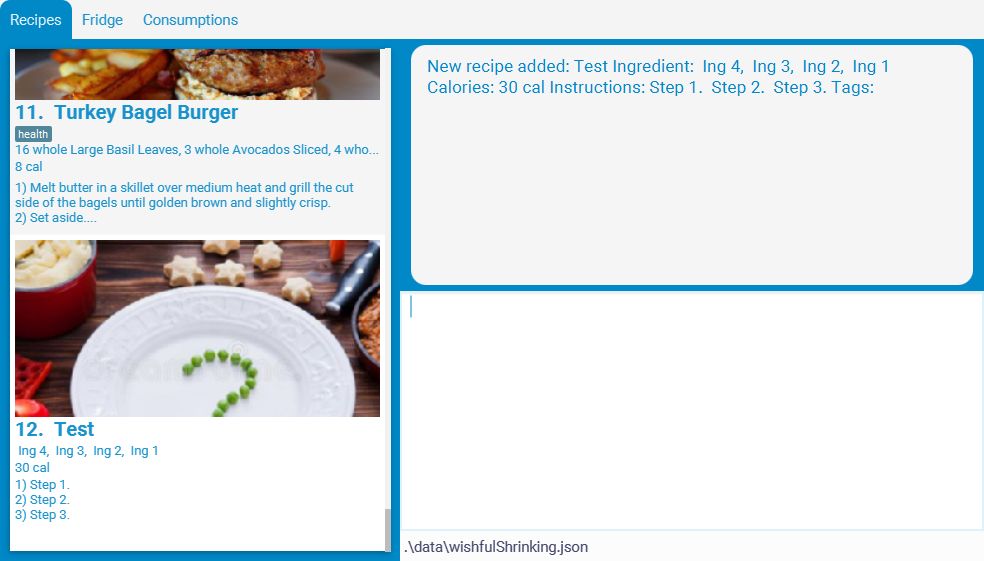 Recipes Fridge Consumptions
11. Turkey Bagel Burger
health
16 whole Large Basil Leaves, 3 whole Avocados Sliced, 4 who...
8 cal
1) Melt butter in a skillet over medium heat and grill the cut
side of the bagels until golden brown and slightly crisp.
2) Set aside....
12. Test
Ing 4, Ing 3, Ing 2, Ing 1
30 cal
1) Step 1.
2) Step 2.
3) Step 3.
New recipe added: Test Ingredient: Ing 4, Ing 3, Ing 2, Ing 1
Calories: 30 cal Instructions: Step 1. Step 2. Step 3. Tags:
.\data\wishfulShrinking.json